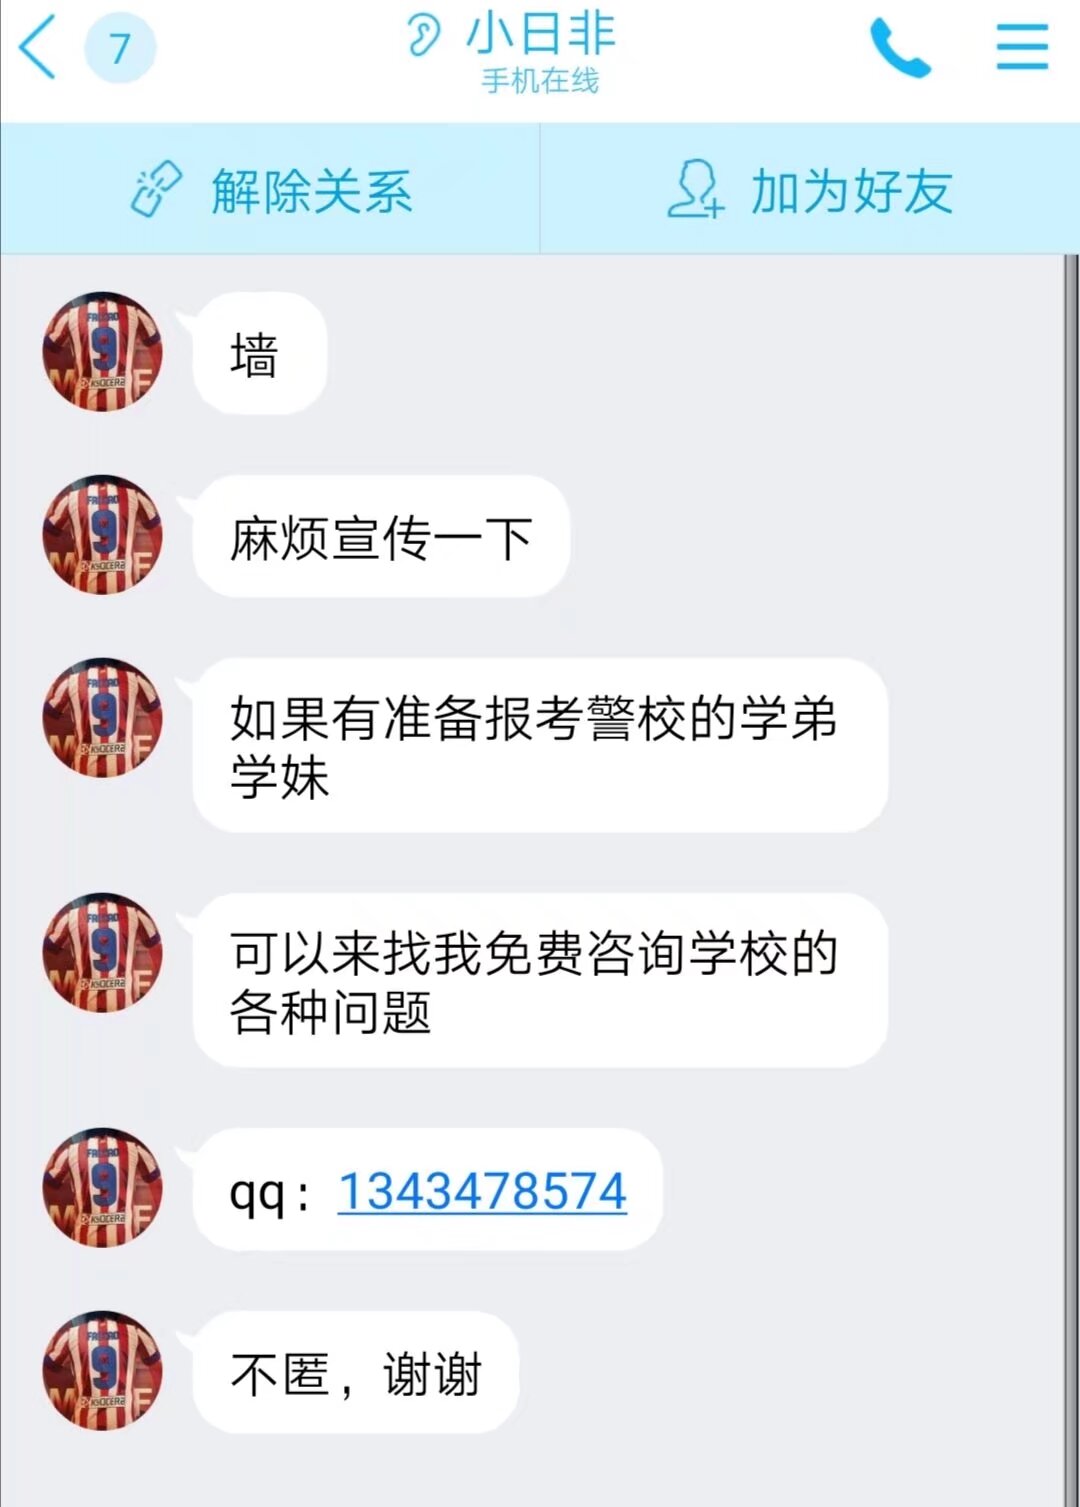 7
小日非
手机在线
解除关系
加为好友
墙
麻烦宣传一下
如果有准备报考警校的学弟
学妹
可以来找我免费咨询学校的
各种问题
qq：1343478574
不匿，谢谢